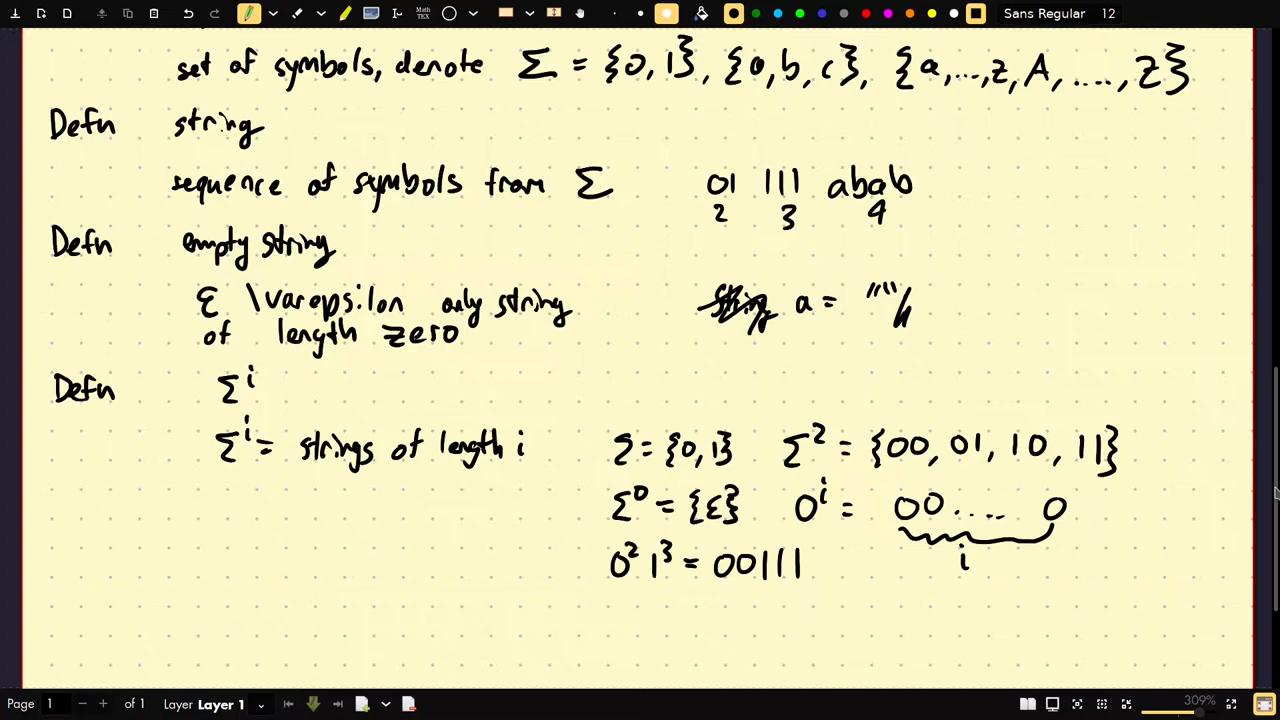 Sans Regular 12
set of symbols, denote Σ = {0, 1}, {a, b, c}, {a,...,z, A, ...., Z}
Defn string
sequence of symbols from Σ 01 111 abab
2 3 4
Defn empty string
ε \varepsilon only string a = ""
of length zero
Defn Σ^i
Σ^i = strings of length i Σ = {0, 1} Σ^2 = {00, 01, 10, 11}
Σ^0 = {ε} 0^i = 00.... 0
i
0^2 1^3 = 00111
Page 1 of 1 Layer Layer 1 309%